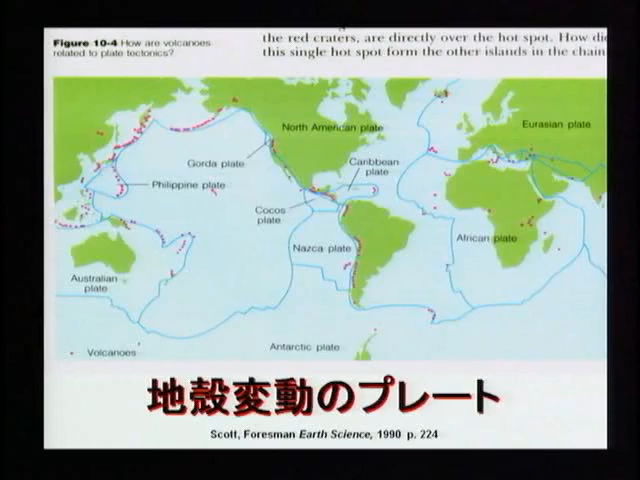 Figure 10-4 How are volcanoes
related to plate tectonics?
the red craters, are directly over the hot spot. How
this single hot spot form the other islands in the chain
North American plate
Eurasian plate
Gorda plate
Caribbean
plate
Philippine plate
Cocos
plate
African plate
Nazca plate
Australian
plate
Antarctic plate
Volcanoes
地殻変動のプレート
Scott, Foresman Earth Science, 1990 p. 224